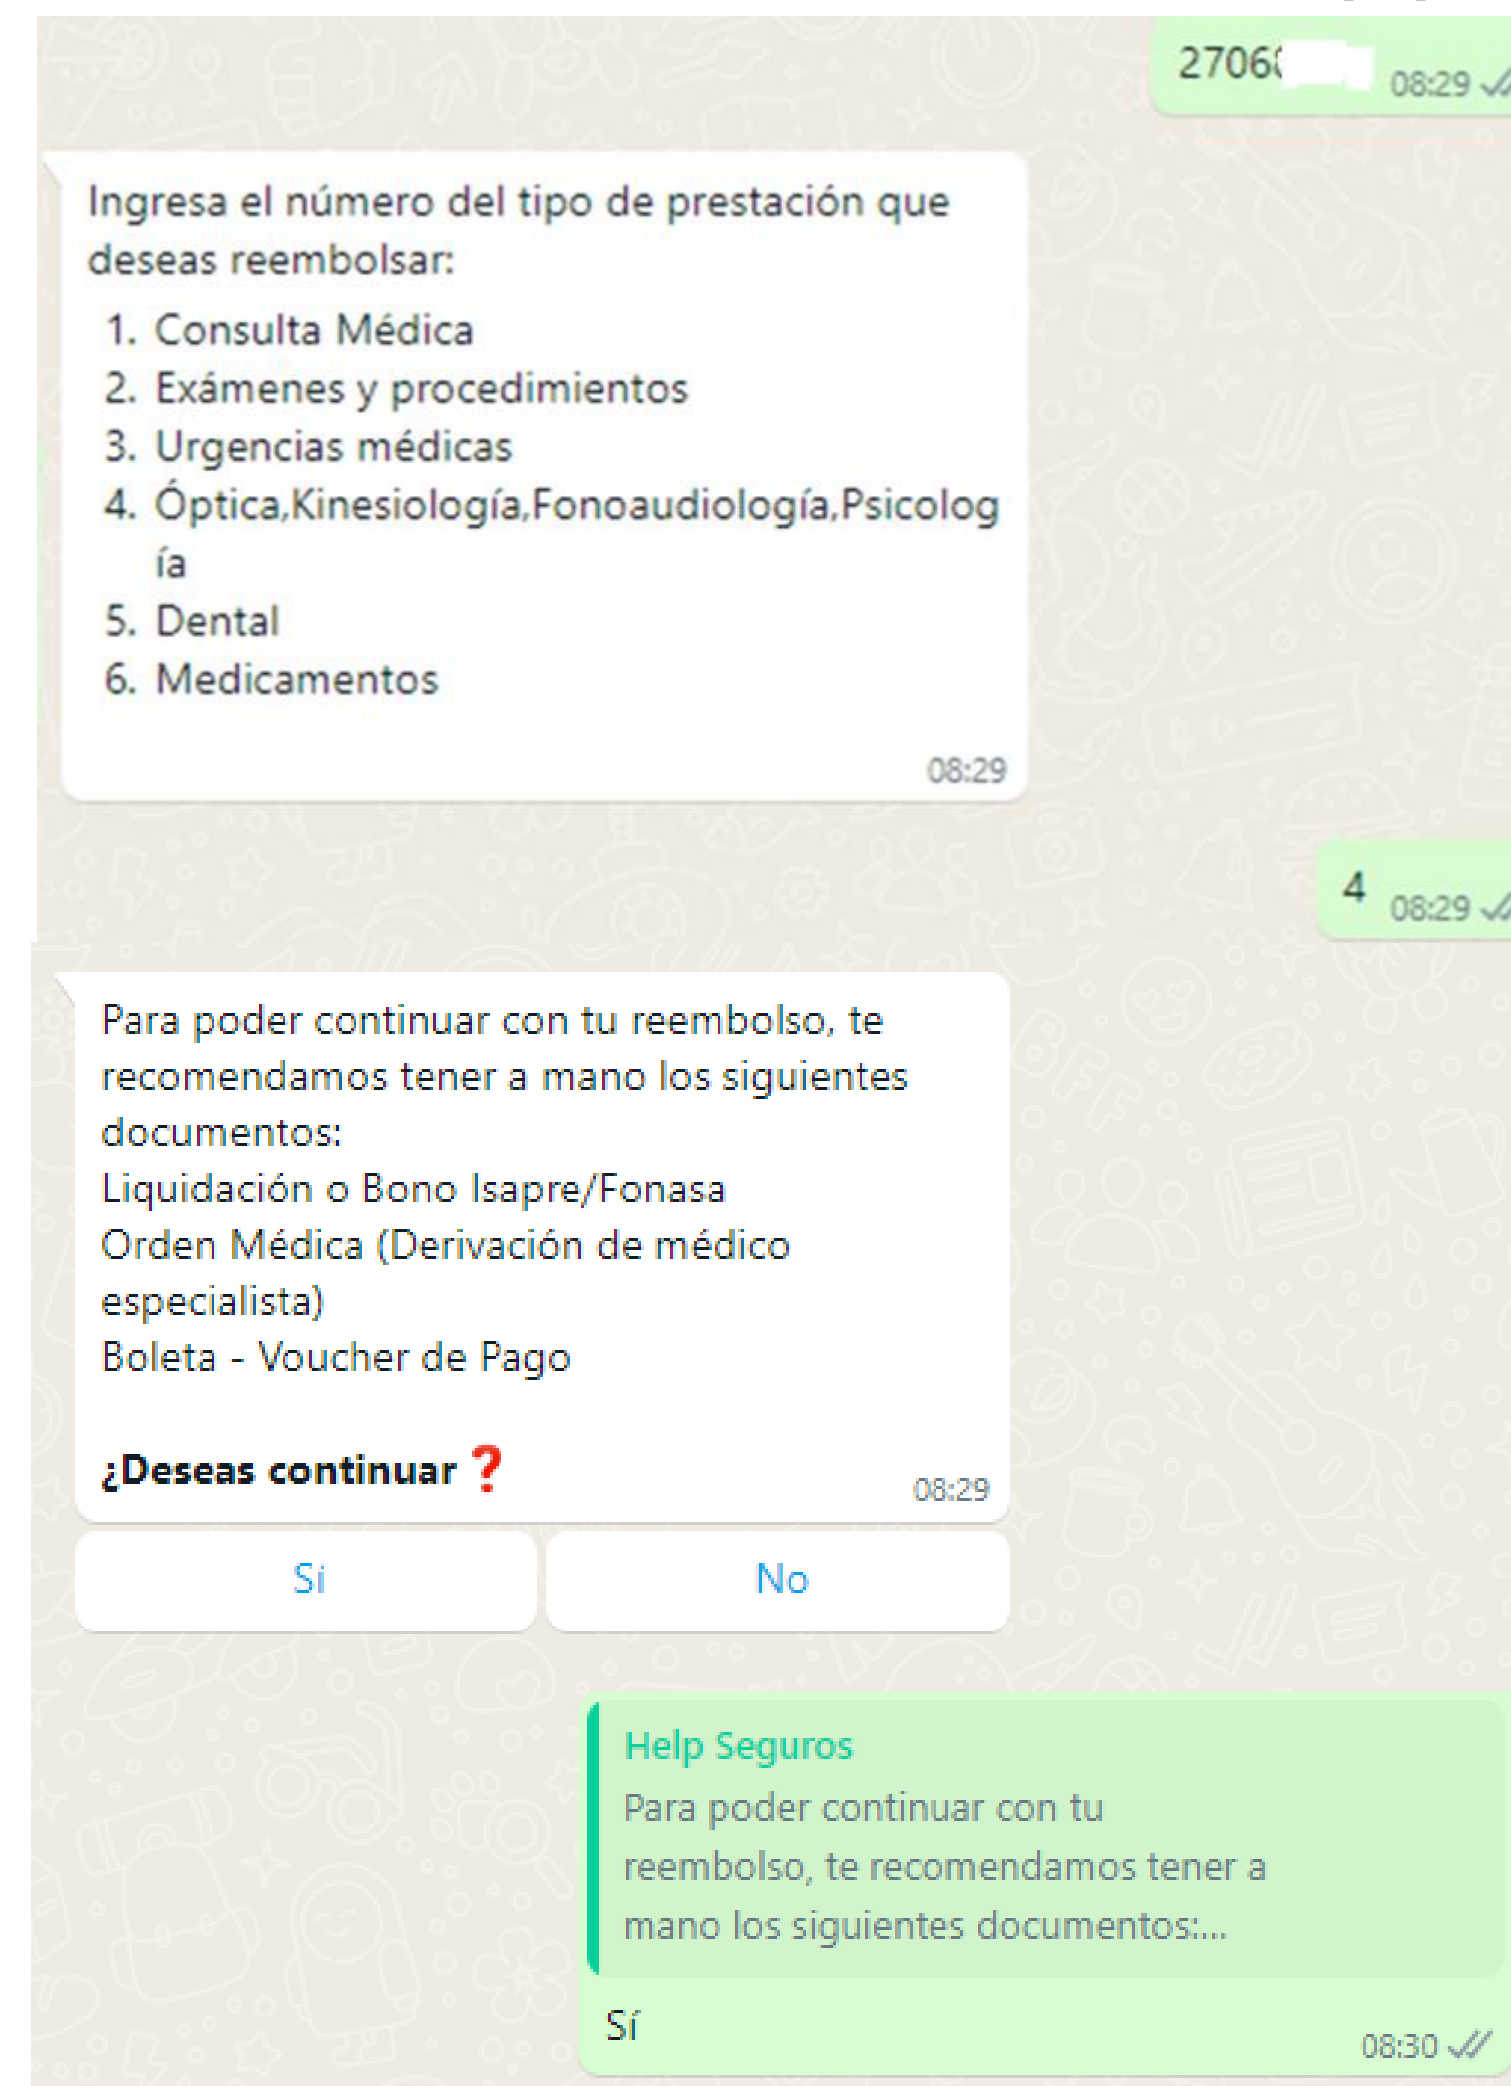 08:29
Ingresa el número del tipo de prestación que
deseas reembolsar:
1. Consulta Médica
2. Exámenes y procedimientos
3. Urgencias médicas
4. Óptica,Kinesiología,Fonoaudiología,Psicolog
ía
5. Dental
6. Medicamentos
08:29
4 08:29
Para poder continuar con tu reembolso, te
recomendamos tener a mano los siguientes
documentos:
Liquidación o Bono Isapre/Fonasa
Orden Médica (Derivación de médico
especialista)
Boleta - Voucher de Pago
¿Deseas continuar ❓
08:29
Si
No
Help Seguros
Para poder continuar con tu
reembolso, te recomendamos tener a
mano los siguientes documentos:...
Sí
08:30